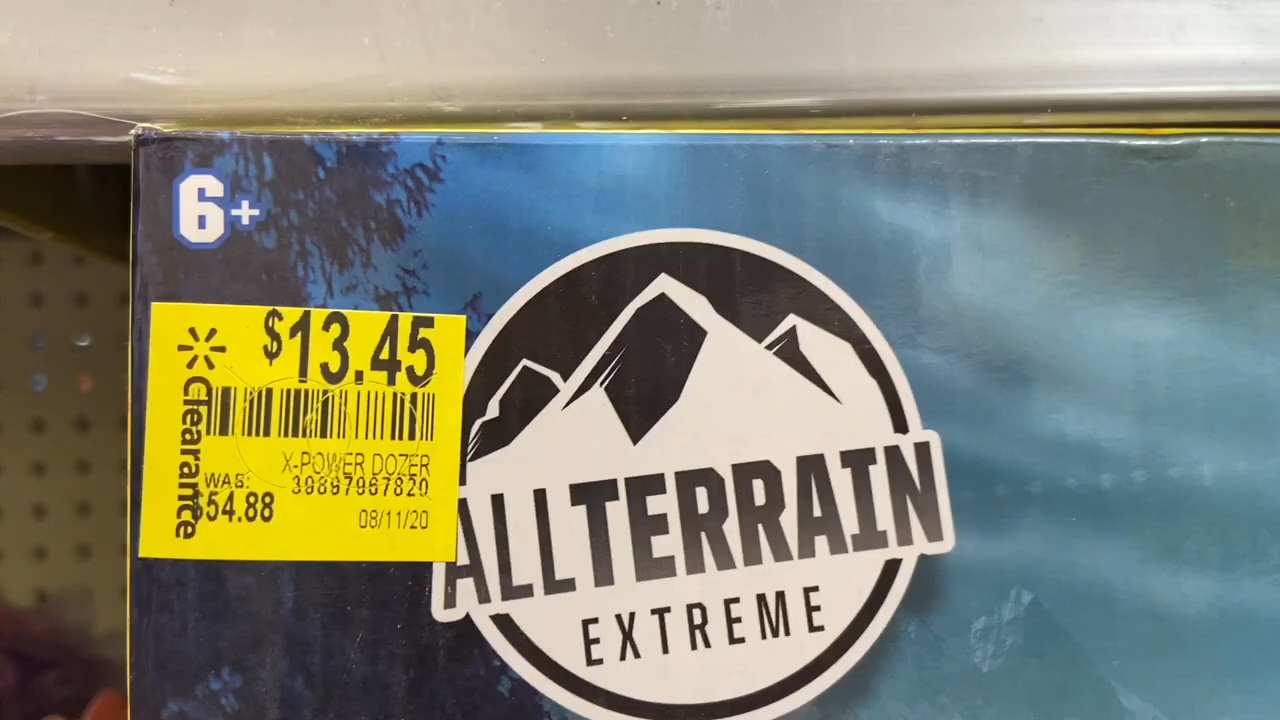 6+
$13.45
Clearance
X-POWER DOZER
WAS:
$54.88
08/11/20
ALLTERRAIN
EXTREME